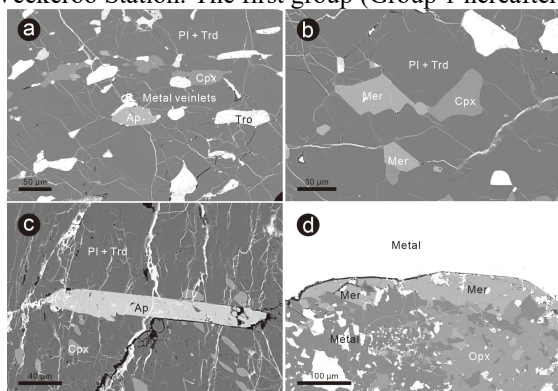 Weekeroo Station. The first group (Group 1 hereafter
a
Pl + Trd
Cpx
Metal veinlets
Ap
Tro
50 μm
b
Pl + Trd
Mer
Cpx
Mer
30 μm
c
Pl + Trd
Ap
Cpx
40 μm
d
Metal
Mer
Mer
Metal
Opx
100 μm